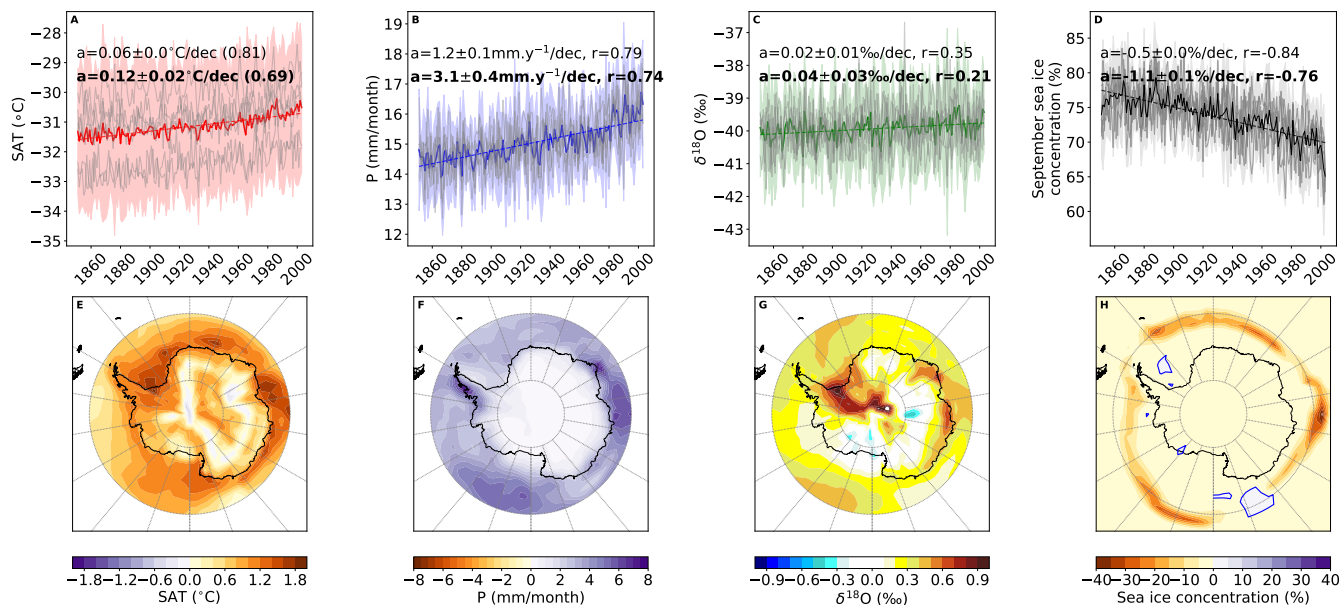 A
a=0.06±0.0°C/dec (0.81)
a=0.12±0.02°C/dec (0.69)
SAT (∘C)
−28
−29
−30
−31
−32
−33
−34
−35
1860
1880
1900
1920
1940
1960
1980
2000
B
a=1.2±0.1mm.y⁻¹/dec, r=0.79
a=3.1±0.4mm.y⁻¹/dec, r=0.74
P (mm/month)
19
18
17
16
15
14
13
12
1860
1880
1900
1920
1940
1960
1980
2000
C
a=0.02±0.01‰/dec, r=0.35
a=0.04±0.03‰/dec, r=0.21
δ¹⁸O (‰)
−37
−38
−39
−40
−41
−42
−43
1860
1880
1900
1920
1940
1960
1980
2000
D
a=-0.5±0.0%/dec, r=-0.84
a=-1.1±0.1%/dec, r=-0.76
September sea ice
concentration (%)
85
80
75
70
65
60
1860
1880
1900
1920
1940
1960
1980
2000
E
−1.8−1.2−0.6 0.0 0.6 1.2 1.8
SAT (°C)
F
−8 −6 −4 −2 0 2 4 6 8
P (mm/month)
G
−0.9 −0.3 0.0 0.3 0.9
δ¹⁸O (‰)
H
−40−30−20−10 0 10 20 30 40
Sea ice concentration (%)